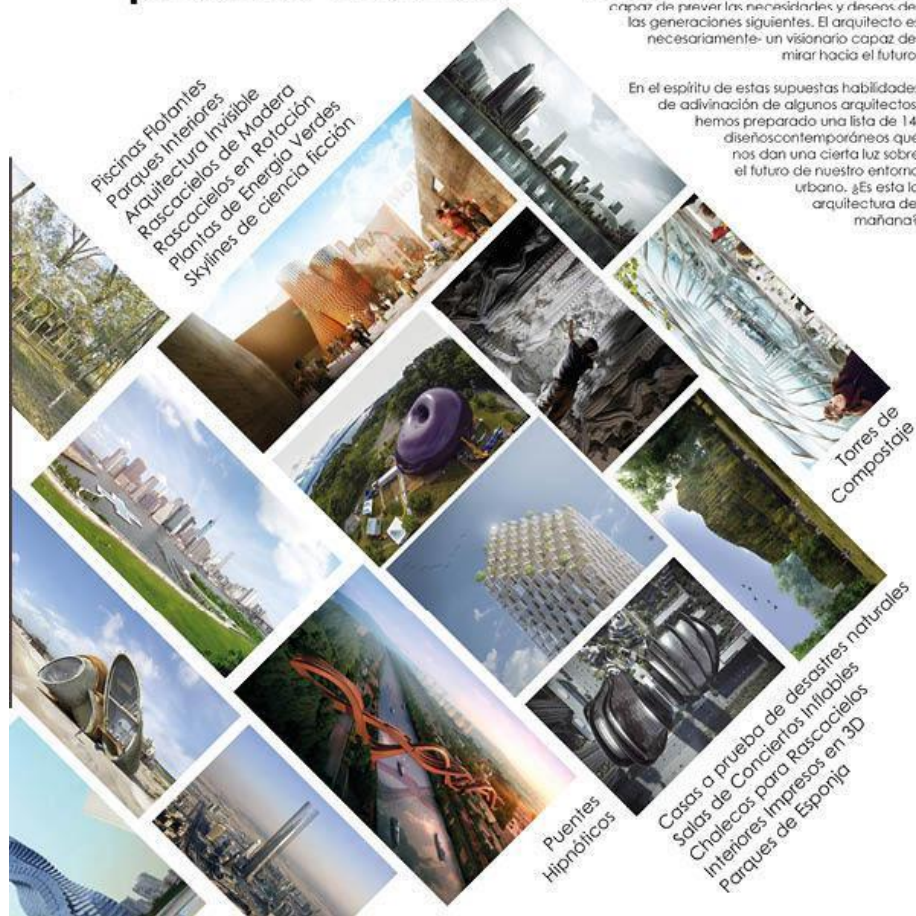 capaz de prever las necesidades y deseos de
las generaciones siguientes. El arquitecto e
necesariamente- un visionario capaz de
mirar hacia el futuro
En el espíritu de estas supuestas habilidade
de adivinación de algunos arquitectos
hemos preparado una lista de 14
diseñoscontemporáneos que
nos dan una cierta luz sobre
el futuro de nuestro entorno
urbano. ¿Es esta la
arquitectura de
mañana?
Piscinas Flotantes
Parques Interiores
Arquitectura Invisible
Rascacielos de Madera
Rascacielos en Rotación
Plantas de Energía Verdes
Skylines de ciencia ficción
Torres de
Compostaje
Puentes
Hipnóticos
Casas a prueba de desastres naturales
Salas de Conciertos Inflables
Chalecos para Rascacielos
Interiores Impresos en 3D
Parques de Esponja